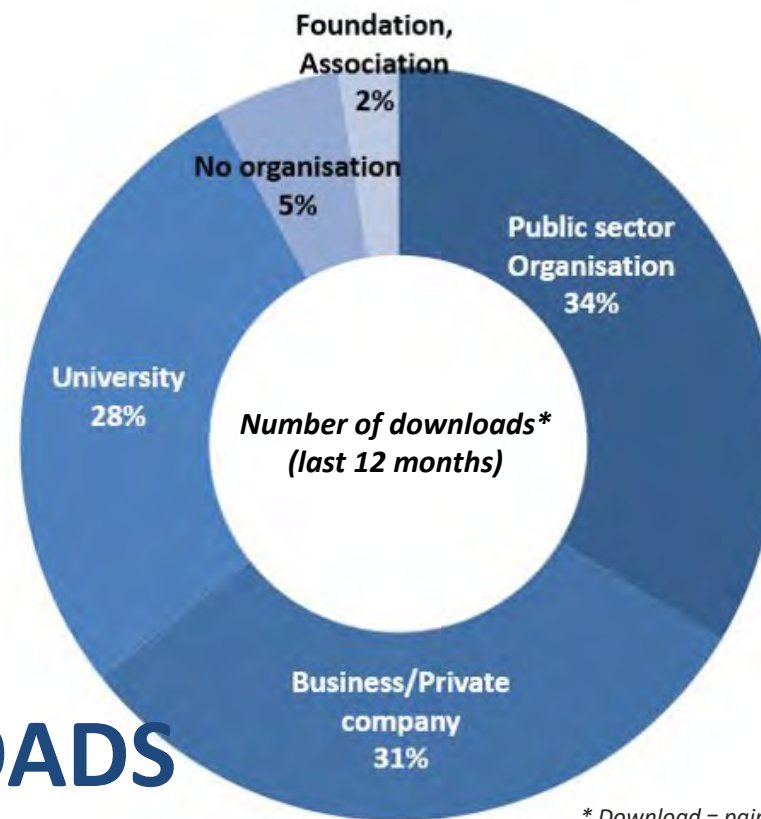 Foundation,
Association
2%
No organisation
5%
Public sector
Organisation
34%
University
28%
Number of downloads*
(last 12 months)
Business/Private
company
31%
OADS
* Download = pair